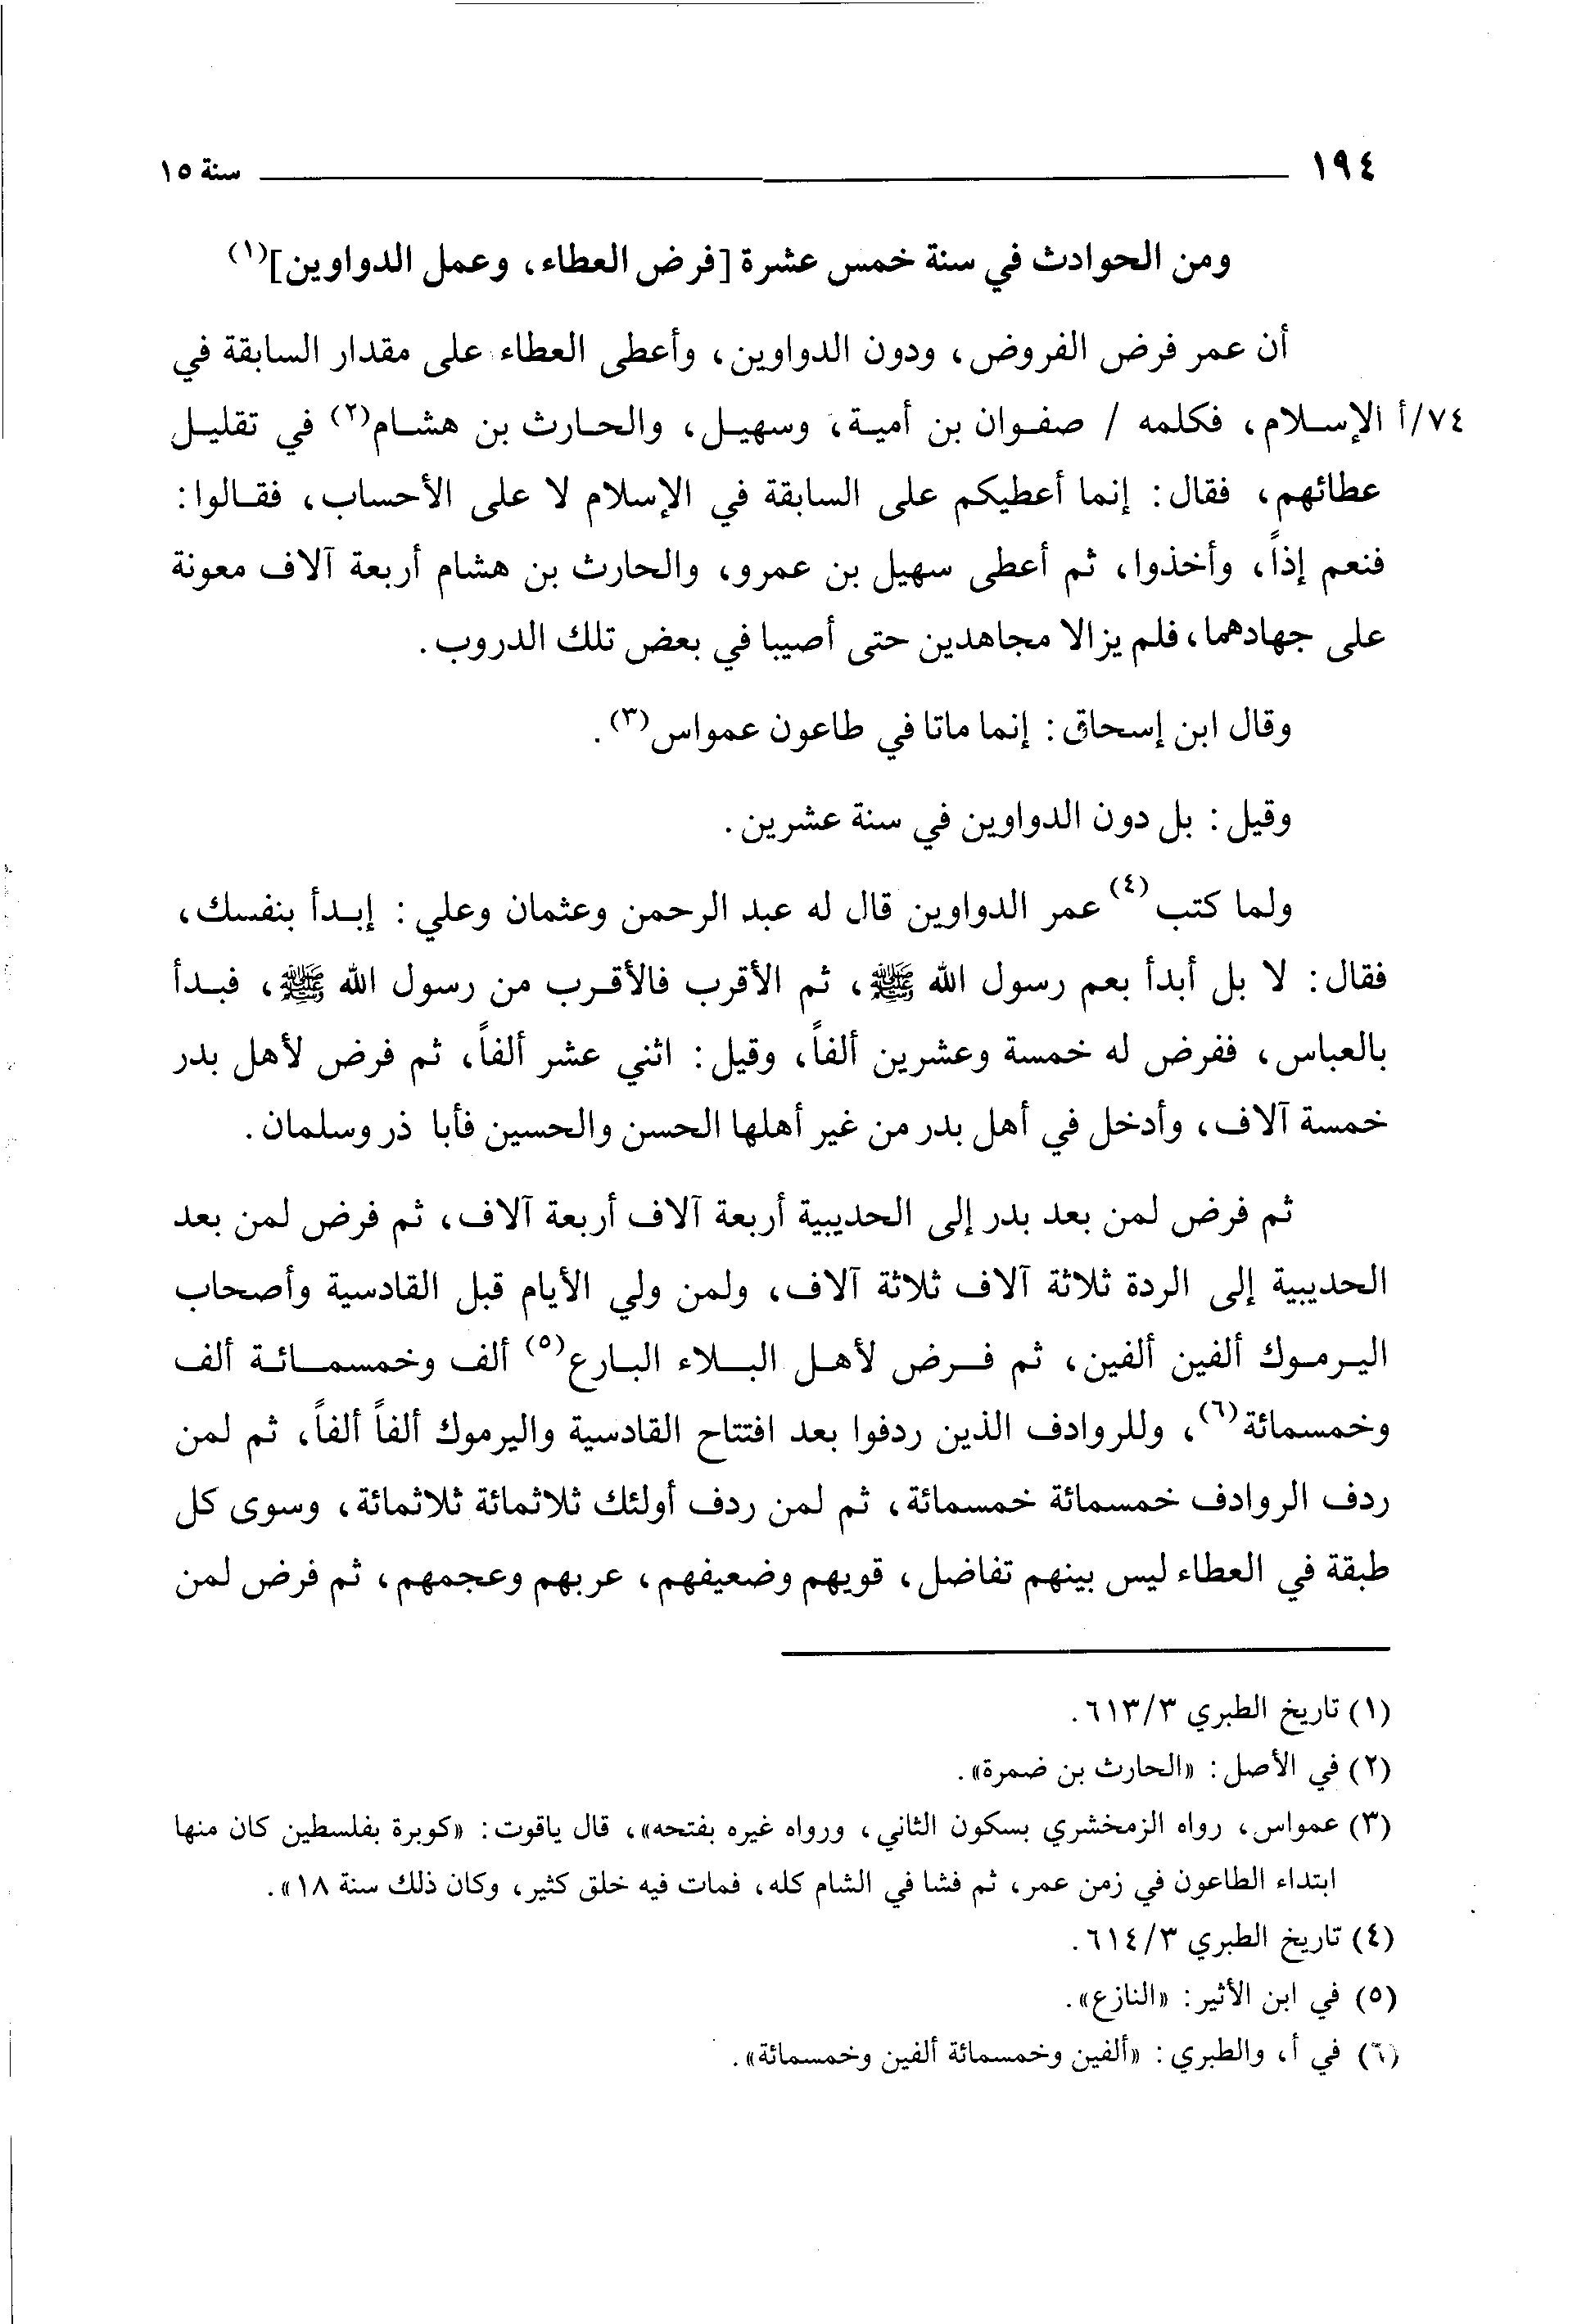 ١٩٤ سنة ١٥
ومن الحوادث في سنة خمس عشرة [فرض العطاء، وعمل الدواوين](١)
أن عمر فرض الفروض، ودون الدواوين، وأعطى العطاء على مقدار السابقة في
٧٤/أ الإسلام، فكلمه / صفوان بن أمية، وسهيل، والحارث بن هشام(٢) في تقليل
عطائهم، فقال: إنما أعطيكم على السابقة في الإسلام لا على الأحساب، فقالوا:
فنعم إذاً، وأخذوا، ثم أعطى سهيل بن عمرو، والحارث بن هشام أربعة آلاف معونة
على جهادهما، فلم يزالا مجاهدين حتى أصيبا في بعض تلك الدروب.
وقال ابن إسحاق: إنما ماتا في طاعون عمواس(٣).
وقيل: بل دون الدواوين في سنة عشرين.
ولما كتب(٤) عمر الدواوين قال له عبد الرحمن وعثمان وعلي: إبدأ بنفسك،
فقال: لا بل أبدأ بعم رسول الله ﷺ، ثم الأقرب فالأقرب من رسول الله ﷺ، فبدأ
بالعباس، ففرض له خمسة وعشرين ألفاً، وقيل: اثني عشر ألفاً، ثم فرض لأهل بدر
خمسة آلاف، وأدخل في أهل بدر من غير أهلها الحسن والحسين فأبا ذر وسلمان.
ثم فرض لمن بعد بدر إلى الحديبية أربعة آلاف أربعة آلاف، ثم فرض لمن بعد
الحديبية إلى الردة ثلاثة آلاف ثلاثة آلاف، ولمن ولي الأيام قبل القادسية وأصحاب
اليرموك ألفين ألفين، ثم فرض لأهل البلاء البارع(٥) ألف وخمسمائة ألف
وخمسمائة(٦)، وللروادف الذين ردفوا بعد افتتاح القادسية واليرموك ألفاً ألفاً، ثم لمن
ردف الروادف خمسمائة خمسمائة، ثم لمن ردف أولئك ثلاثمائة ثلاثمائة، وسوى كل
طبقة في العطاء ليس بينهم تفاضل، قويهم وضعيفهم، عربهم وعجمهم، ثم فرض لمن
(١) تاريخ الطبري ٦١٣/٣.
(٢) في الأصل: «الحارث بن ضمرة».
(٣) عمواس، رواه الزمخشري بسكون الثاني، ورواه غيره بفتحه»، قال ياقوت: «كوبرة بفلسطين كان منها
ابتداء الطاعون في زمن عمر، ثم فشا في الشام كله، فمات فيه خلق كثير، وكان ذلك سنة ١٨».
(٤) تاريخ الطبري ٦١٤/٣.
(٥) في ابن الأثير: «النازع».
(٦) في أ، والطبري: «ألفين وخمسمائة ألفين وخمسمائة».